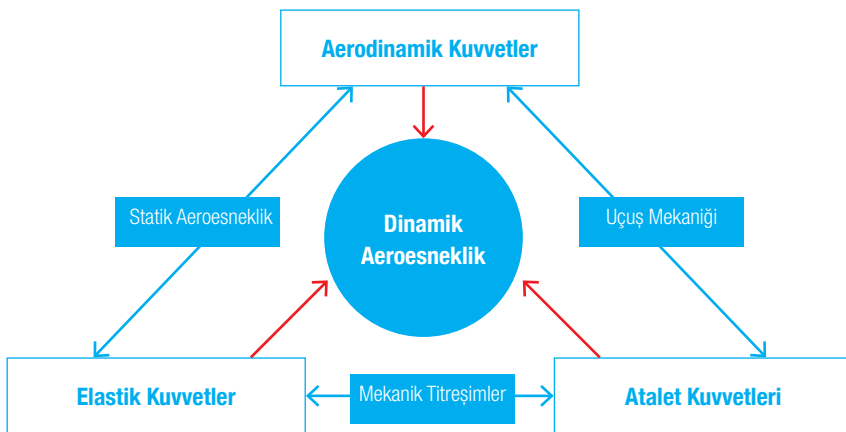 Aerodinamik Kuvvetler
Statik Aeroesneklik
Dinamik
Aeroesneklik
Uçuş Mekaniği
Elastik Kuvvetler
Mekanik Titreşimler
Atalet Kuvvetleri